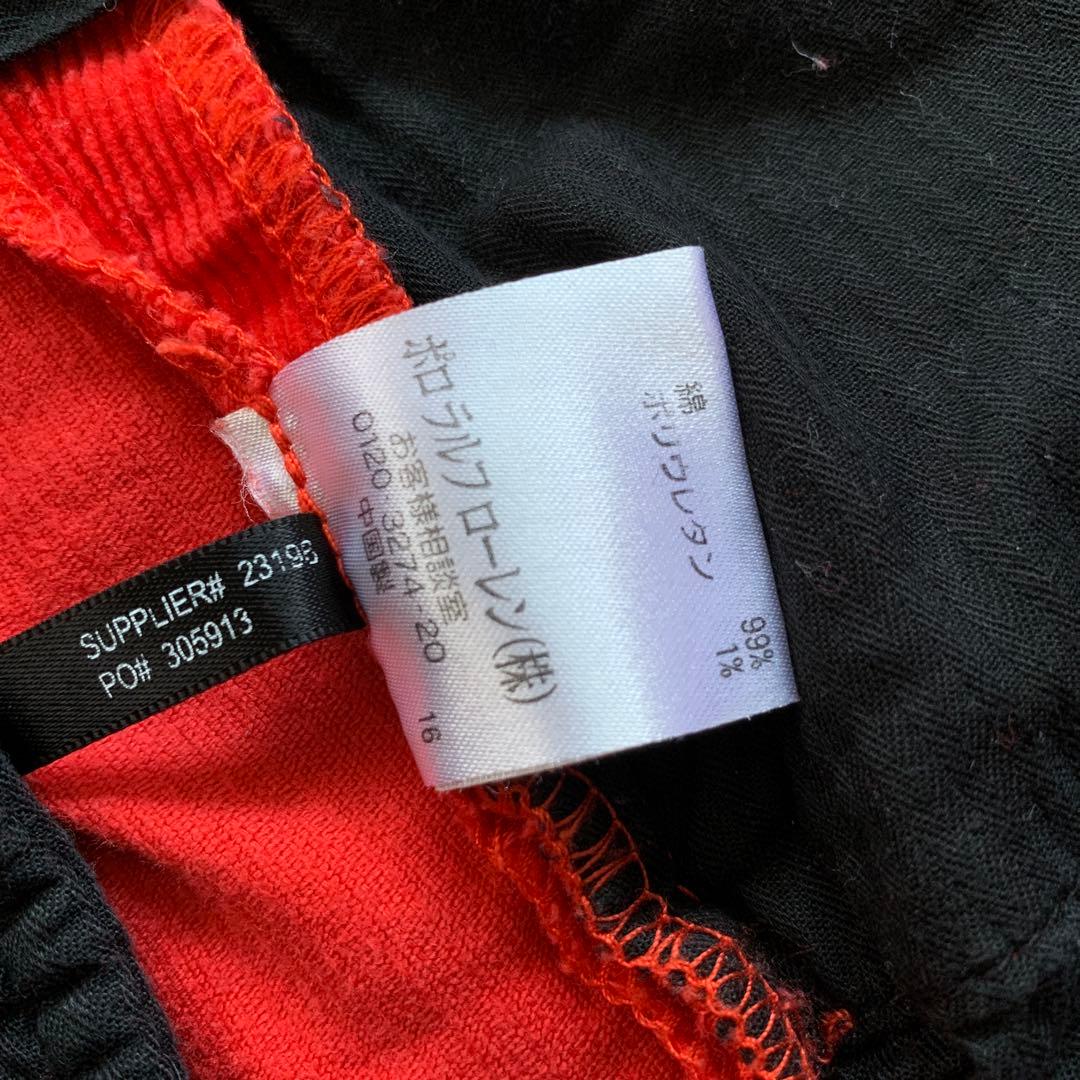 綿 99%
ポリウレタン 1%
ポロ ラルフ ローレン(株)
お客様相談室
0120 3274-20
中国製 16
SUPPLIER# 23196
PO# 305913